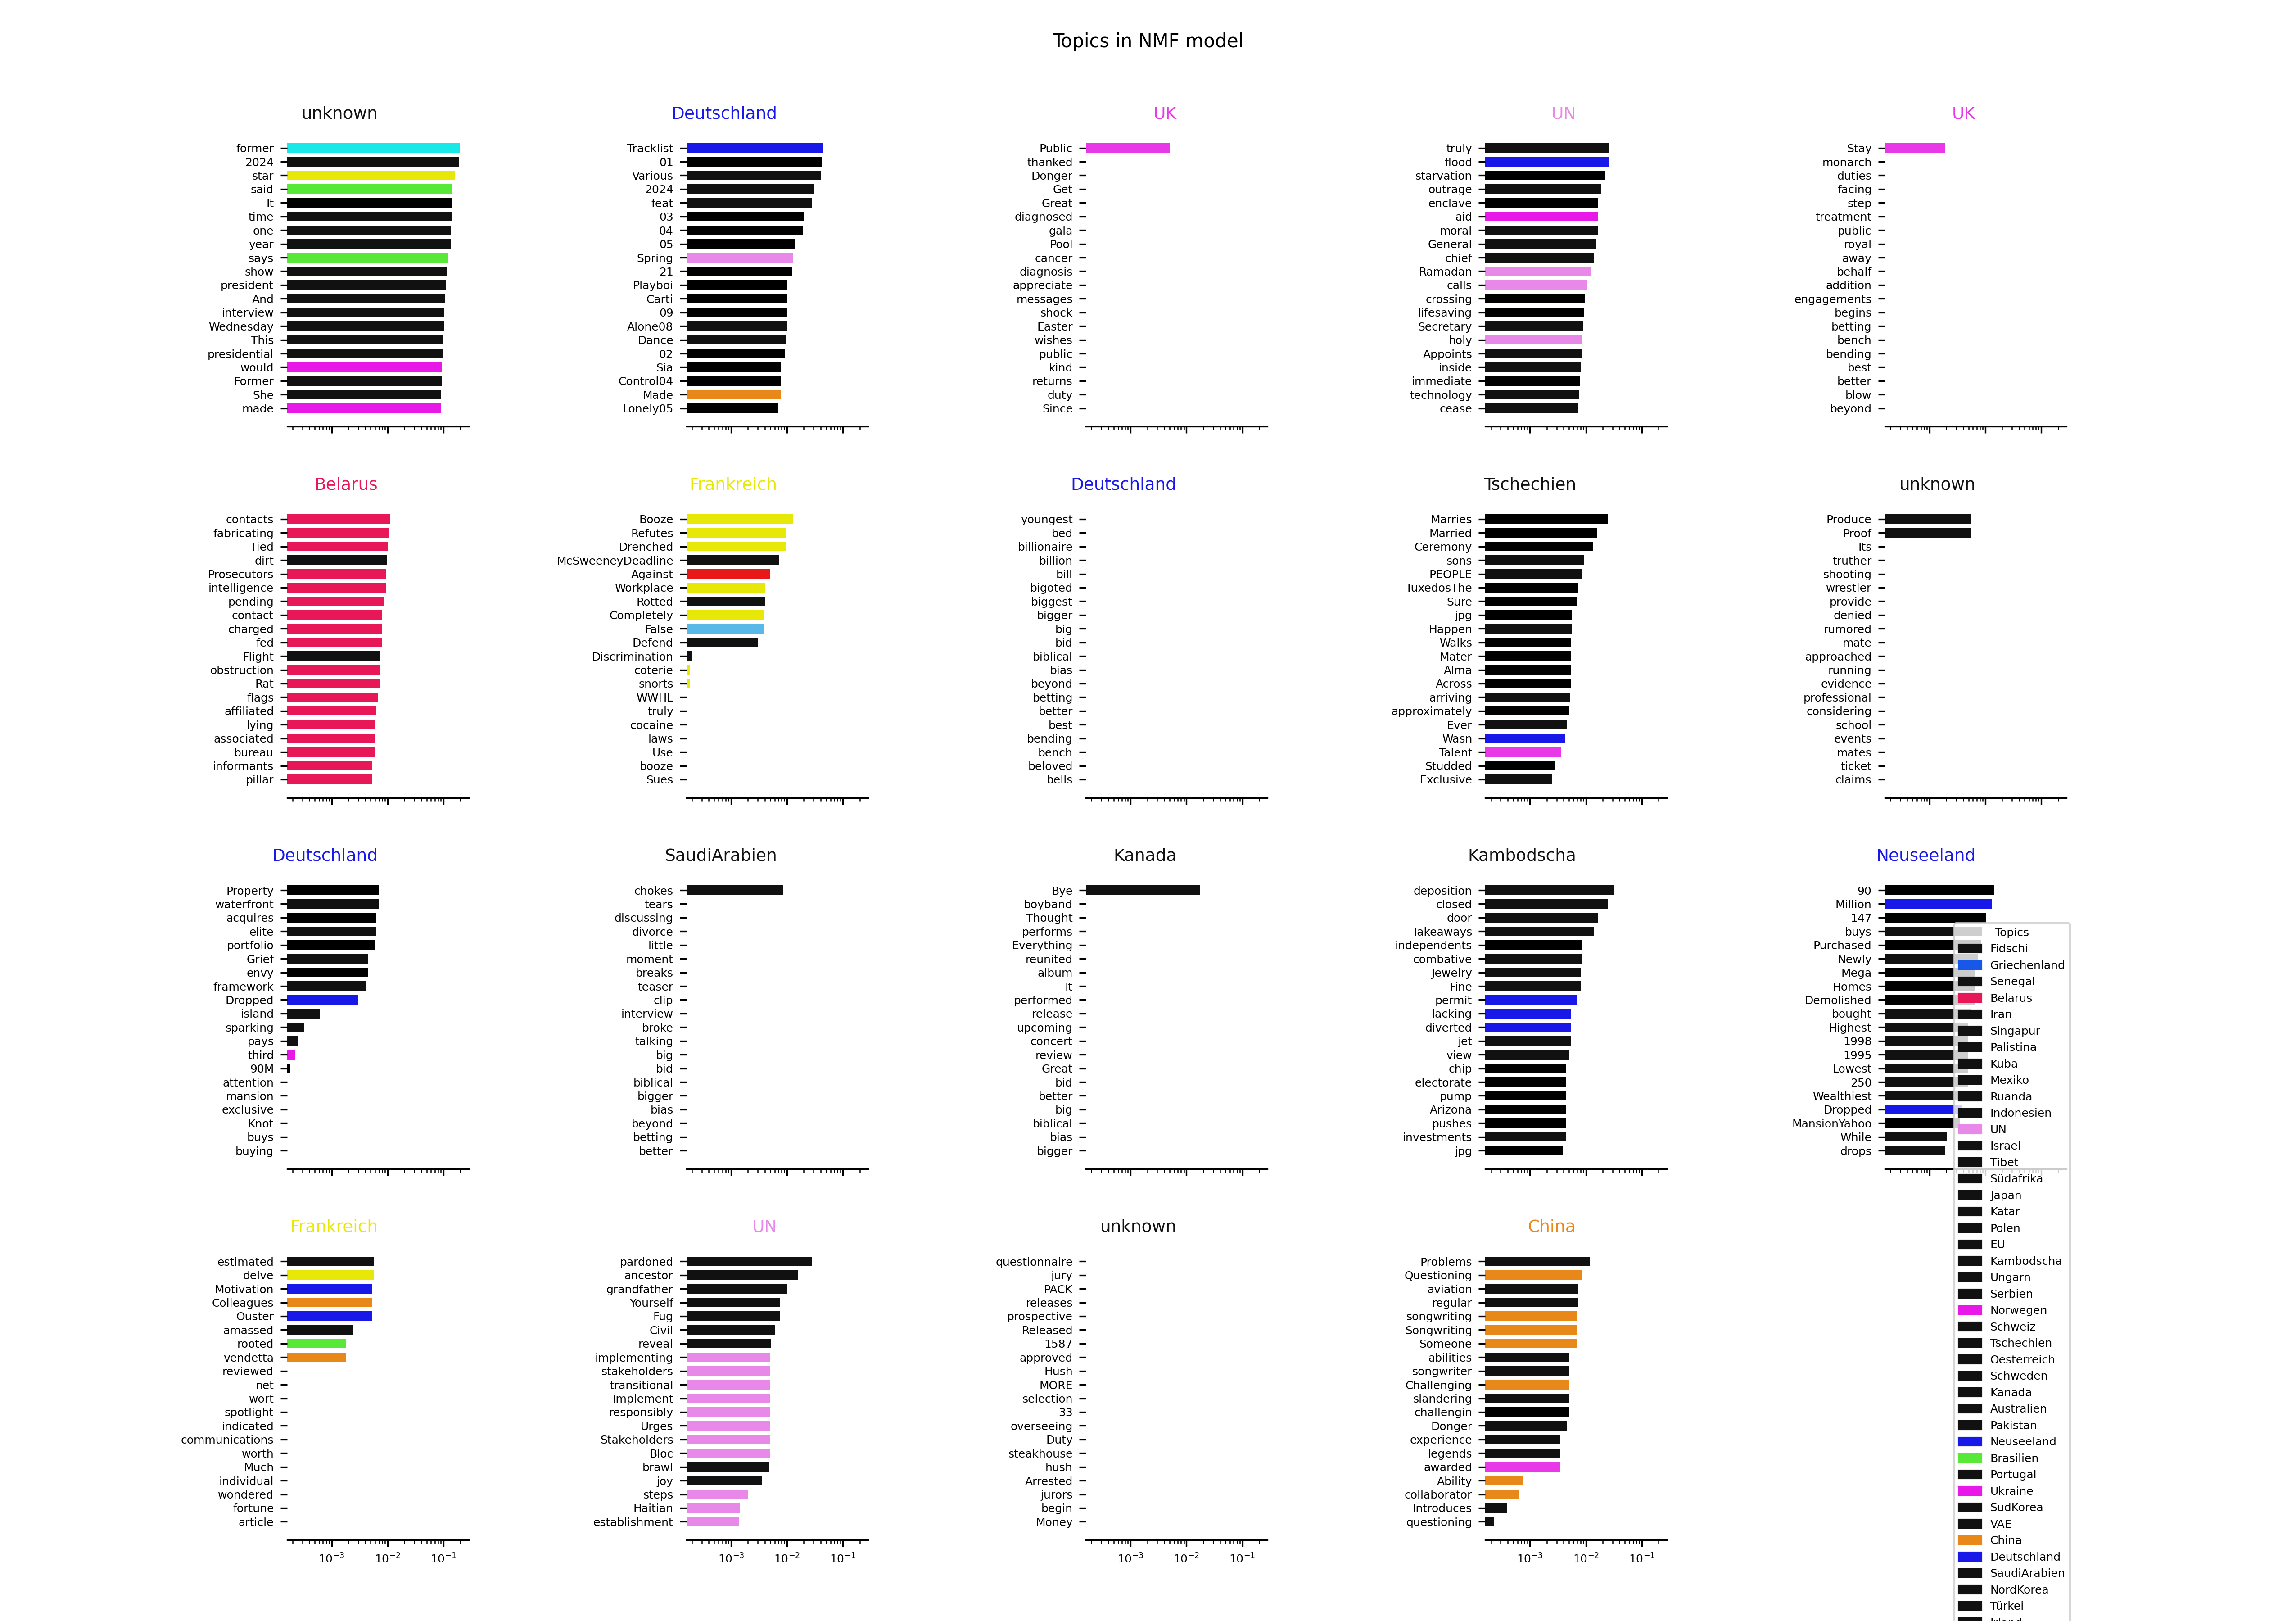 Topics in NMF model
unknown
former
2024
star
said
It
time
one
year
says
show
president
And
interview
Wednesday
This
presidential
would
Former
She
made
Deutschland
Tracklist
01
Various
2024
feat
03
04
05
Spring
21
Playboi
Carti
09
Alone08
Dance
02
Sia
Control04
Made
Lonely05
UK
Public
thanked
Donger
Get
Great
diagnosed
gala
Pool
cancer
diagnosis
appreciate
messages
shock
Easter
wishes
public
kind
returns
duty
Since
UN
truly
flood
starvation
outrage
enclave
aid
moral
General
chief
Ramadan
calls
crossing
lifesaving
Secretary
holy
Appoints
inside
immediate
technology
cease
UK
Stay
monarch
duties
facing
step
treatment
public
royal
away
behalf
addition
engagements
begins
betting
bench
bending
best
better
blow
beyond
Belarus
contacts
fabricating
Tied
dirt
Prosecutors
intelligence
pending
contact
charged
fed
Flight
obstruction
Rat
flags
affiliated
lying
associated
bureau
informants
pillar
Frankreich
Booze
Refutes
Drenched
McSweeneyDeadline
Against
Workplace
Rotted
Completely
False
Defend
Discrimination
coterie
snorts
WWHL
truly
cocaine
laws
Use
booze
Sues
Deutschland
youngest
bed
billionaire
billion
bill
bigoted
biggest
bigger
big
bid
biblical
bias
beyond
betting
better
best
bending
bench
beloved
bells
Tschechien
Marries
Married
Ceremony
sons
PEOPLE
TuxedosThe
Sure
jpg
Happen
Walks
Mater
Alma
Across
arriving
approximately
Ever
Wasn
Talent
Studded
Exclusive
unknown
Produce
Proof
Its
truther
shooting
wrestler
provide
denied
rumored
mate
approached
running
evidence
professional
considering
school
events
mates
ticket
claims
Deutschland
Property
waterfront
acquires
elite
portfolio
Grief
envy
framework
Dropped
island
sparking
pays
third
90M
attention
mansion
exclusive
Knot
buys
buying
SaudiArabien
chokes
tears
discussing
divorce
little
moment
breaks
teaser
clip
interview
broke
talking
big
bid
biblical
bigger
bias
beyond
betting
better
Kanada
Bye
boyband
Thought
performs
Everything
reunited
album
It
performed
release
upcoming
concert
review
Great
bid
better
big
biblical
bias
bigger
Kambodscha
deposition
closed
door
Takeaways
independents
combative
Jewelry
Fine
permit
lacking
diverted
jet
view
chip
electorate
pump
Arizona
pushes
investments
jpg
Neuseeland
90
Million
147
buys
Purchased
Newly
Mega
Homes
Demolished
bought
Highest
1998
1995
Lowest
250
Wealthiest
Dropped
MansionYahoo
While
drops
Topics
Fidschi
Griechenland
Senegal
Belarus
Iran
Singapur
Palistina
Kuba
Mexiko
Ruanda
Indonesien
UN
Israel
Tibet
Südafrika
Japan
Katar
Polen
EU
Kambodscha
Ungarn
Serbien
Norwegen
Schweiz
Tschechien
Oesterreich
Schweden
Kanada
Australien
Pakistan
Neuseeland
Brasilien
Portugal
Ukraine
SüdKorea
VAE
China
Deutschland
SaudiArabien
NordKorea
Türkei
Frankreich
estimated
delve
Motivation
Colleagues
Ouster
amassed
rooted
vendetta
reviewed
net
wort
spotlight
indicated
communications
worth
Much
individual
wondered
fortune
article
10⁻³ 10⁻² 10⁻¹
UN
pardoned
ancestor
grandfather
Yourself
Fug
Civil
reveal
implementing
stakeholders
transitional
Implement
responsibly
Urges
Stakeholders
Bloc
brawl
joy
steps
Haitian
establishment
10⁻³ 10⁻² 10⁻¹
unknown
questionnaire
jury
PACK
releases
prospective
Released
1587
approved
Hush
MORE
selection
33
overseeing
Duty
steakhouse
hush
Arrested
jurors
begin
Money
10⁻³ 10⁻² 10⁻¹
China
Problems
Questioning
aviation
regular
songwriting
Songwriting
Someone
abilities
songwriter
Challenging
slandering
challengin
Donger
experience
legends
awarded
Ability
collaborator
Introduces
questioning
10⁻³ 10⁻² 10⁻¹